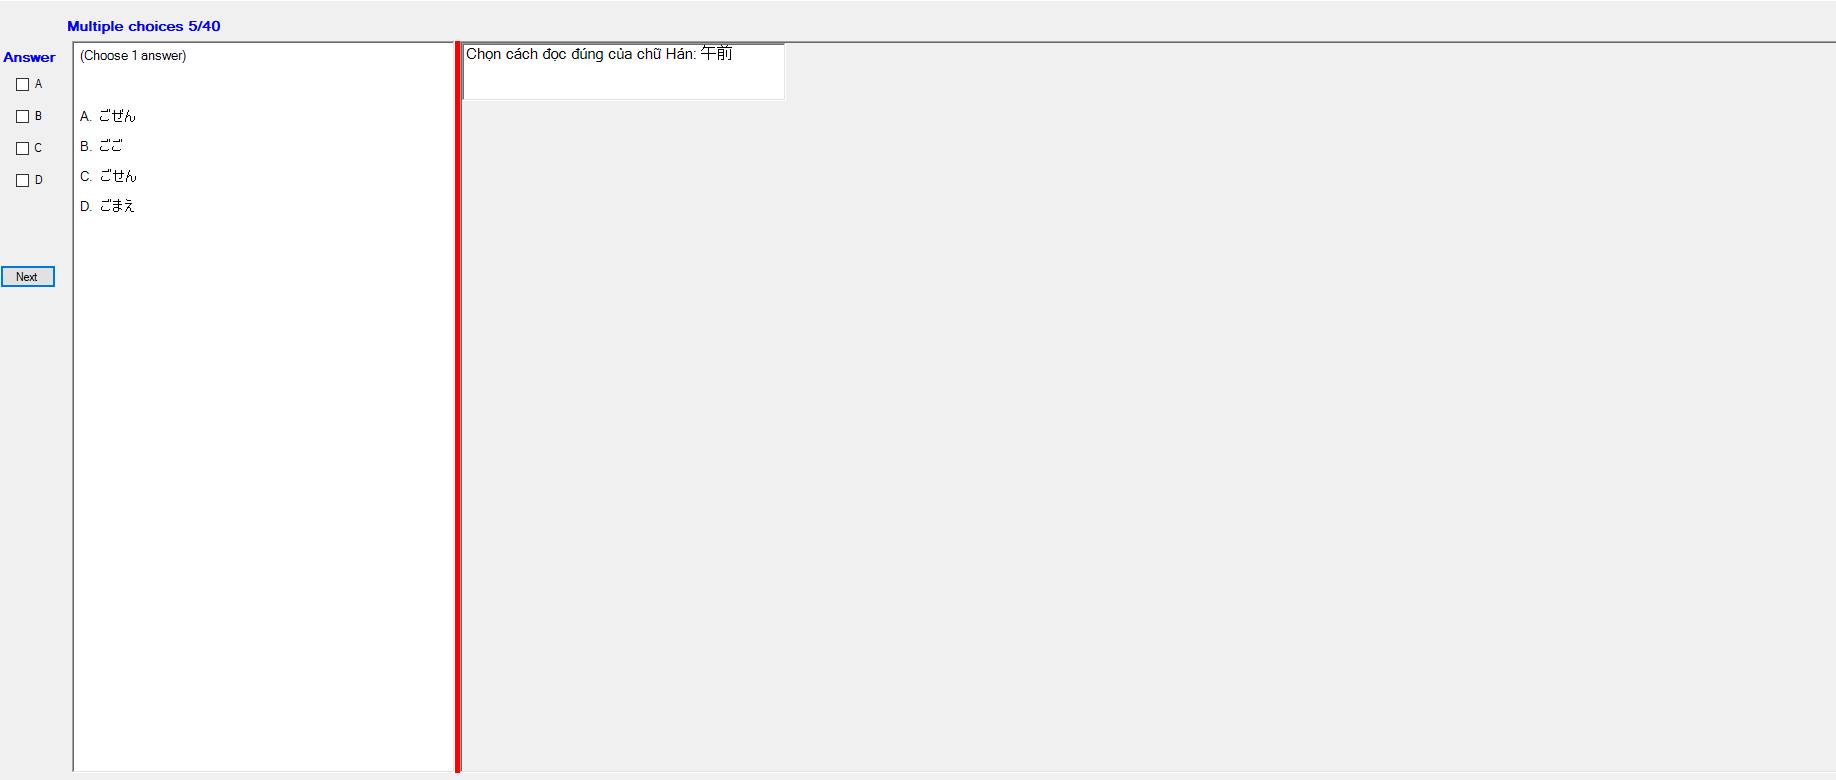 Multiple choices 5/40
Answer
A
B
C
D
Next
(Choose 1 answer)
A. ごぜん
B. ごご
C. ごせん
D. ごまえ
Chọn cách đọc đúng của chữ Hán: 午前